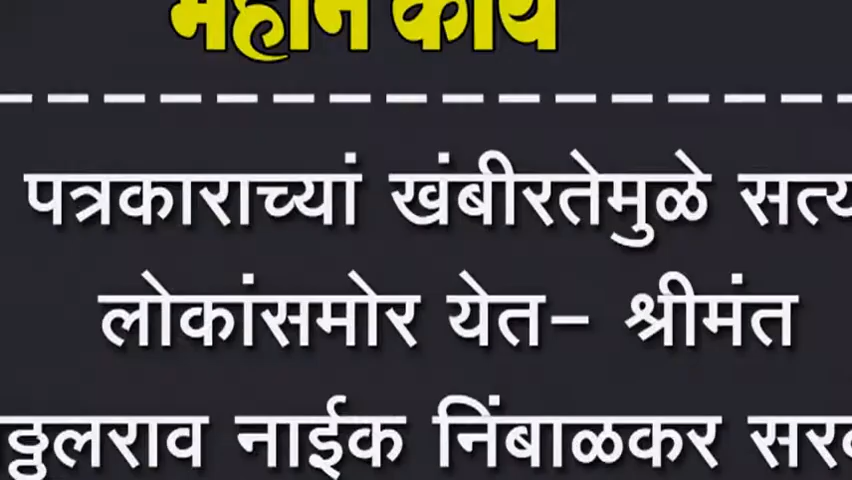 महान कार्य
पत्रकाराच्यां खंबीरतेमुळे सत्य
लोकांसमोर येत- श्रीमंत
नाईक निंबाळकर